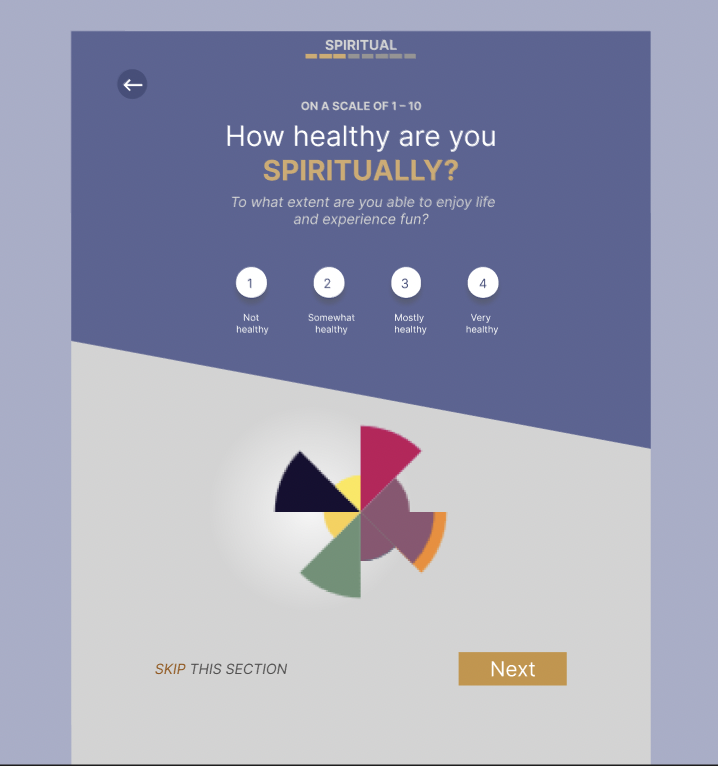 SPIRITUAL
ON A SCALE OF 1 – 10
How healthy are you
SPIRITUALLY?
To what extent are you able to enjoy life
and experience fun?
1 2 3 4
Not Somewhat Mostly Very
healthy healthy healthy healthy
SKIP THIS SECTION
Next